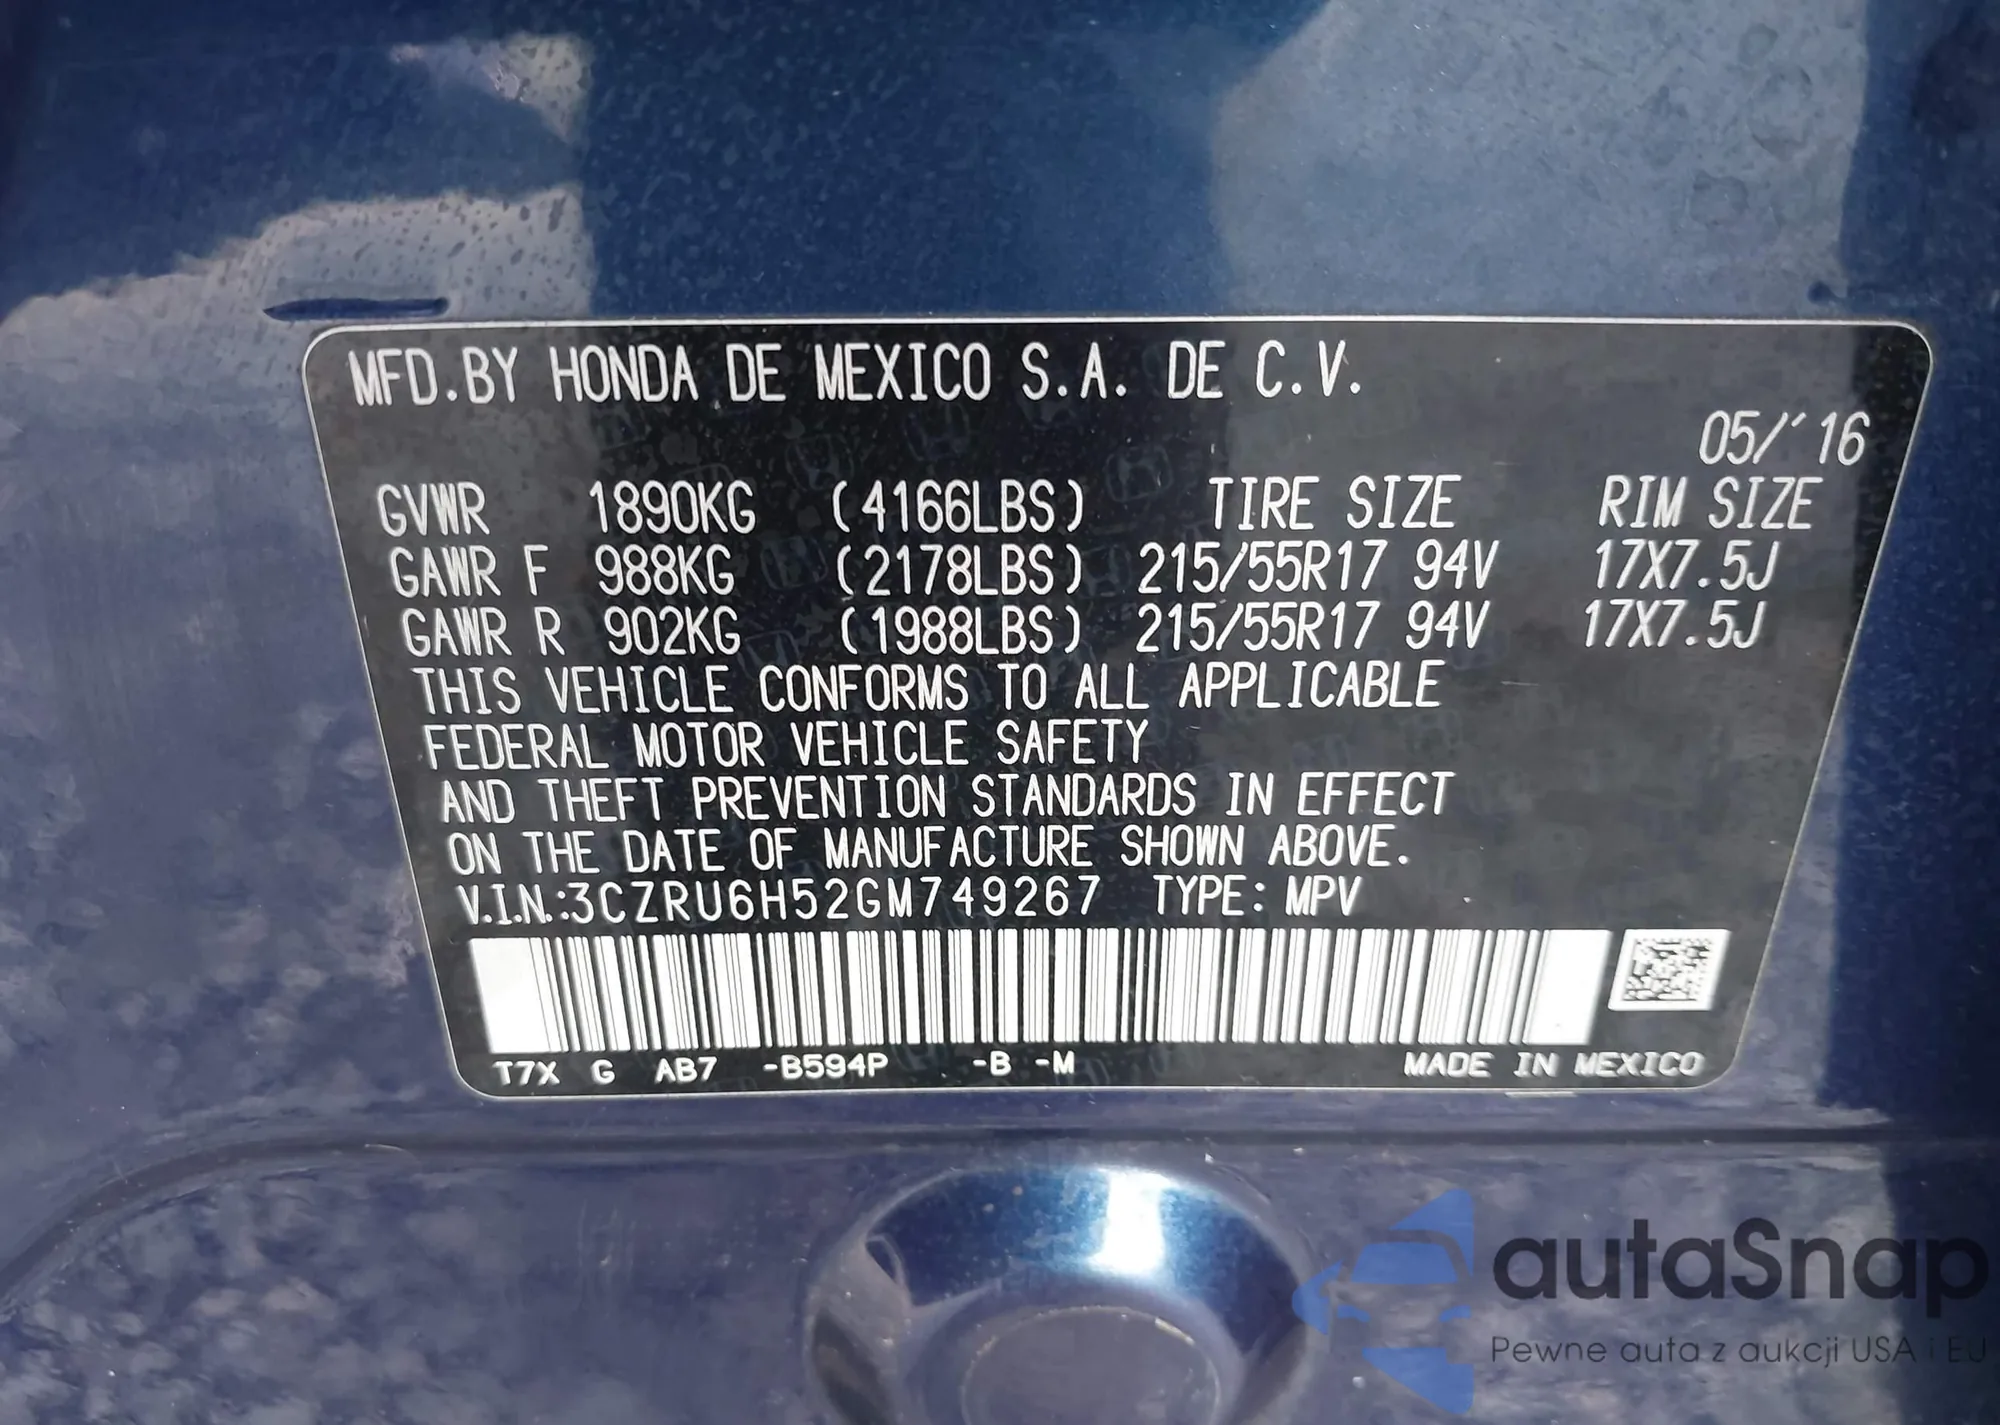 MFD.BY HONDA DE MEXICO S.A. DE C.V.
05/'16
GVWR 1890KG (4166LBS) TIRE SIZE RIM SIZE
GAWR F 988KG (2178LBS) 215/55R17 94V 17X7.5J
GAWR R 902KG (1988LBS) 215/55R17 94V 17X7.5J
THIS VEHICLE CONFORMS TO ALL APPLICABLE
FEDERAL MOTOR VEHICLE SAFETY
AND THEFT PREVENTION STANDARDS IN EFFECT
ON THE DATE OF MANUFACTURE SHOWN ABOVE.
V.I.N.:3CZRU6H52GM749267 TYPE: MPV
T7X G AB7 -B594P -B -M MADE IN MEXICO
autaSnap
Pewne auta z aukcji USA i EU